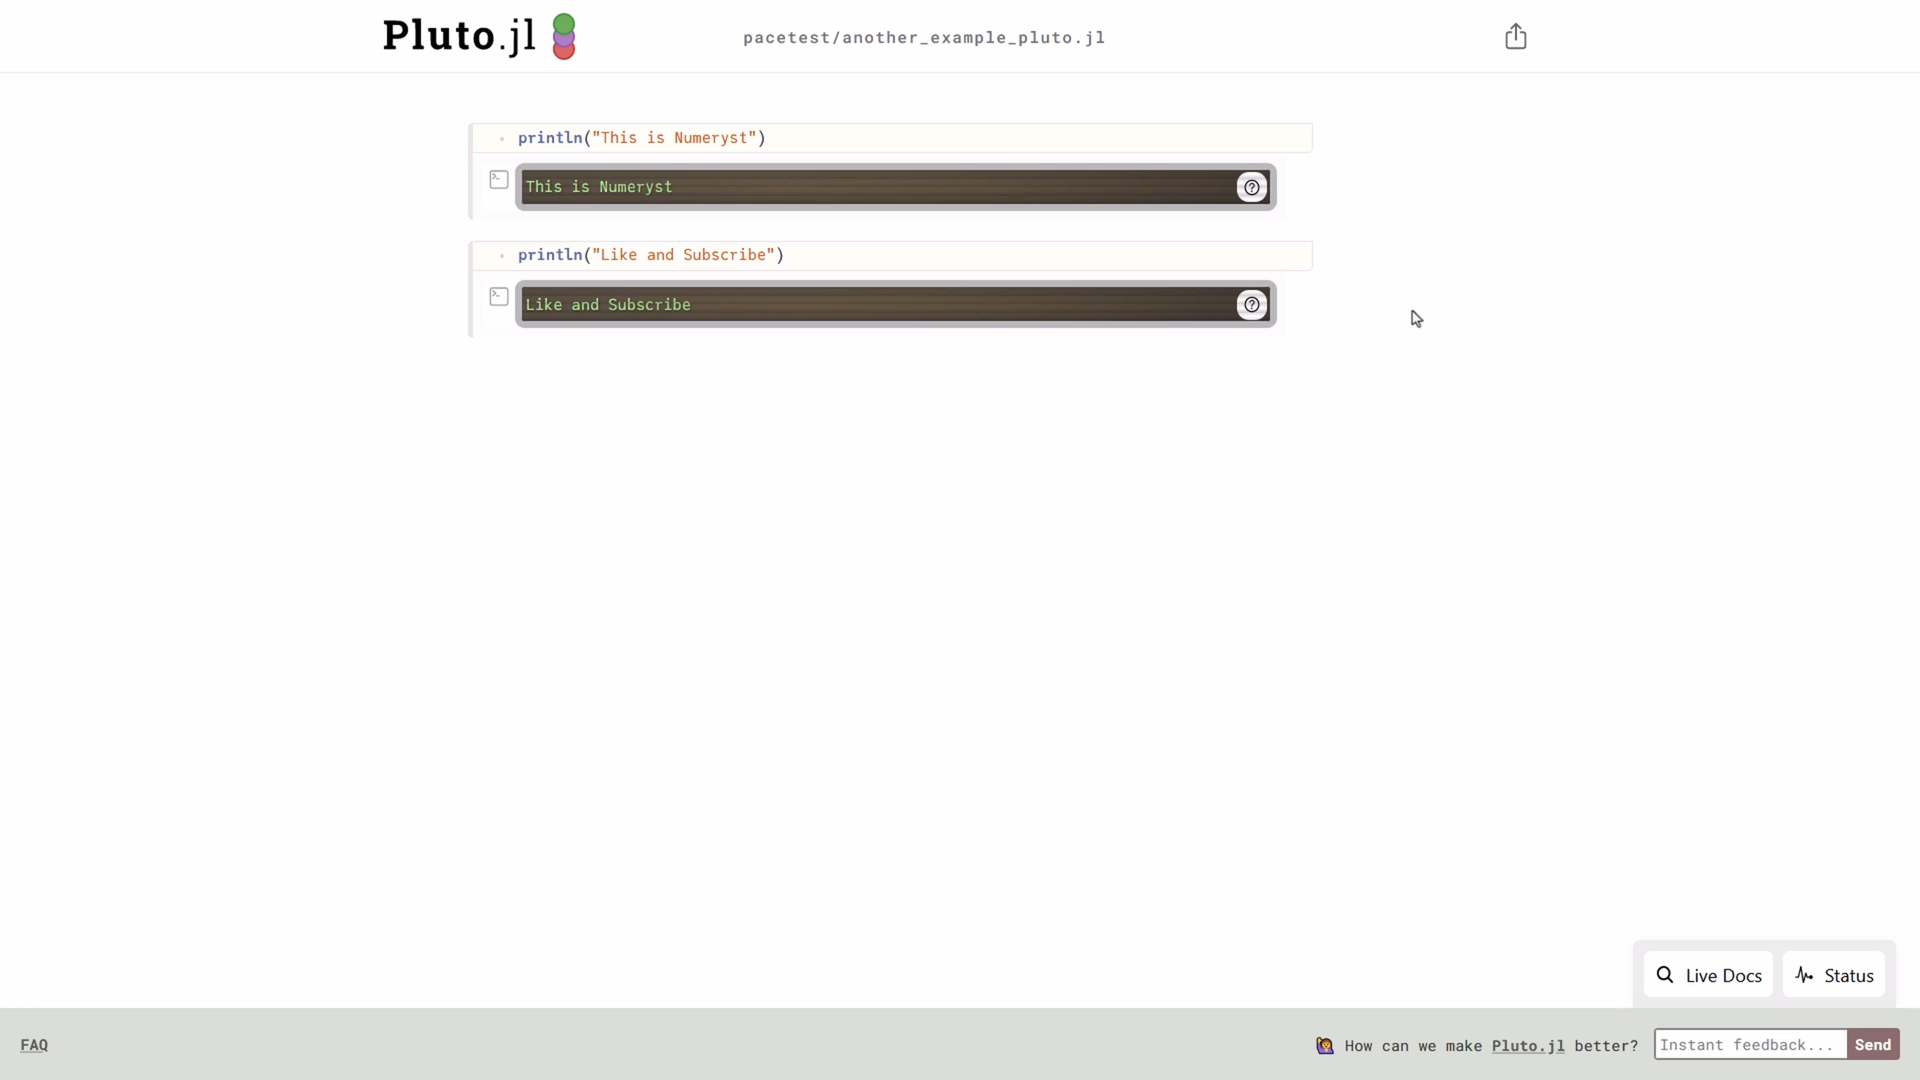 Pluto.jl
pacetest/another_example_pluto.jl
println("This is Numeryst")
This is Numeryst
println("Like and Subscribe")
Like and Subscribe
Live Docs
Status
FAQ
🙋 How can we make Pluto.jl better?
Instant feedback...
Send